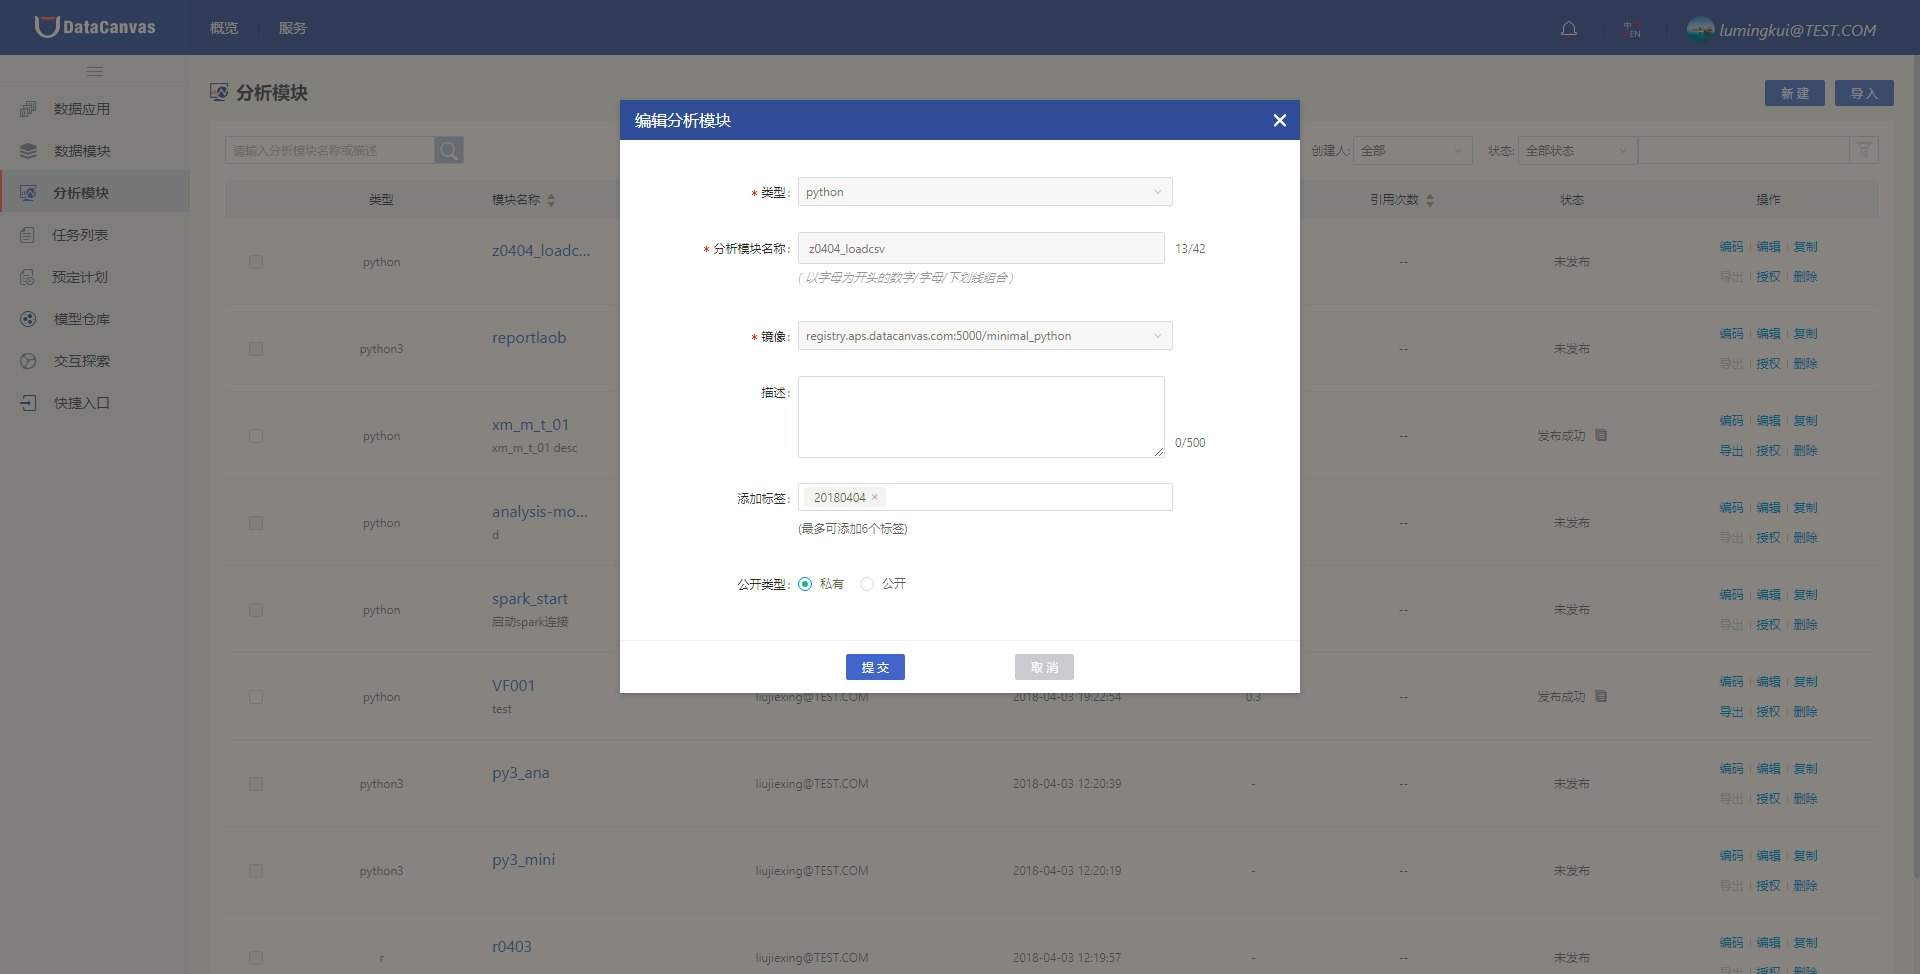 DataCanvas
概览
服务
中
EN
lumingkui@TEST.COM
数据应用
数据模块
分析模块
任务列表
预定计划
模型仓库
交互探索
快捷入口
分析模块
新建
导入
请输入分析模块名称或描述
创建人:
全部
状态:
全部状态
类型
模块名称
引用次数
状态
操作
python
z0404_loadc...
--
未发布
编码 编辑 复制
导出 授权 删除
python3
reportlaob
--
未发布
编码 编辑 复制
导出 授权 删除
python
xm_m_t_01
xm_m_t_01 desc
--
发布成功
编码 编辑 复制
导出 授权 删除
python
analysis-mo...
d
--
未发布
编码 编辑 复制
导出 授权 删除
python
spark_start
启动spark连接
--
未发布
编码 编辑 复制
导出 授权 删除
python
VF001
test
liujiexing@TEST.COM
2018-04-03 19:22:54
0.3
--
发布成功
编码 编辑 复制
导出 授权 删除
python3
py3_ana
liujiexing@TEST.COM
2018-04-03 12:20:39
-
--
未发布
编码 编辑 复制
导出 授权 删除
python3
py3_mini
liujiexing@TEST.COM
2018-04-03 12:20:19
-
--
未发布
编码 编辑 复制
导出 授权 删除
r
r0403
liujiexing@TEST.COM
2018-04-03 12:19:57
-
--
未发布
编码 编辑 复制
导出 授权 删除
编辑分析模块
* 类型:
python
* 分析模块名称:
z0404_loadcsv
13/42
( 以字母为开头的数字/字母/下划线组合 )
* 镜像:
registry.aps.datacanvas.com:5000/minimal_python
描述:
0/500
添加标签:
20180404 ×
(最多可添加6个标签)
公开类型:
私有
公开
提交
取消